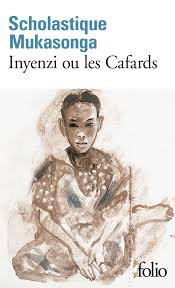 Scholastique
Mukasonga
Inyenzi ou les Cafards
folio